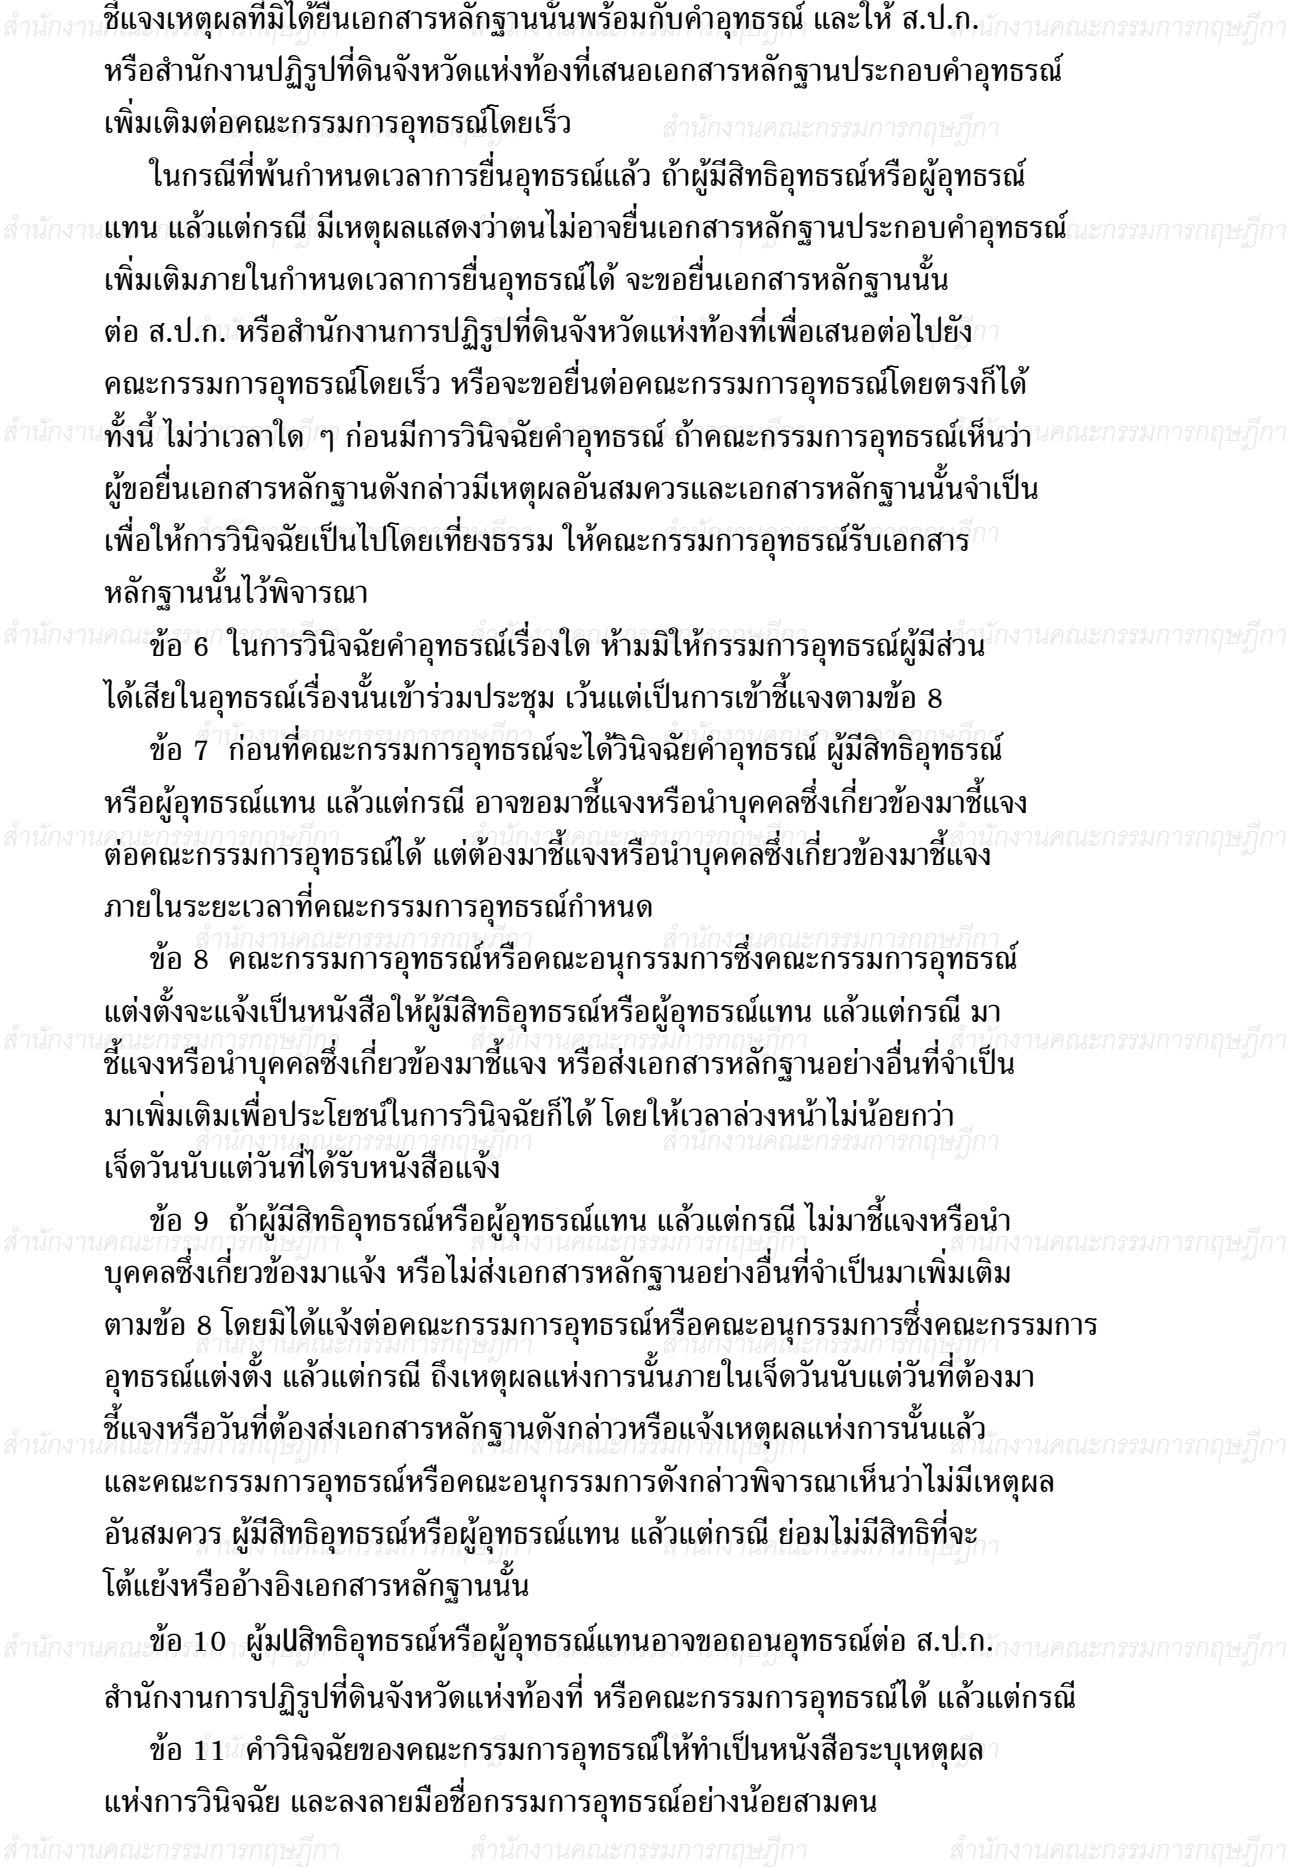 ชี้แจงเหตุผลที่มิได้ยื่นเอกสารหลักฐานนั้นพร้อมกับคำอุทธรณ์ และให้ ส.ป.ก.
หรือสำนักงานปฏิรูปที่ดินจังหวัดแห่งท้องที่เสนอเอกสารหลักฐานประกอบคำอุทธรณ์
เพิ่มเติมต่อคณะกรรมการอุทธรณ์โดยเร็ว
ในกรณีที่พ้นกำหนดเวลาการยื่นอุทธรณ์แล้ว ถ้าผู้มีสิทธิอุทธรณ์หรือผู้อุทธรณ์
แทน แล้วแต่กรณี มีเหตุผลแสดงว่าตนไม่อาจยื่นเอกสารหลักฐานประกอบคำอุทธรณ์
เพิ่มเติมภายในกำหนดเวลาการยื่นอุทธรณ์ได้ จะขอยื่นเอกสารหลักฐานนั้น
ต่อ ส.ป.ก. หรือสำนักงานการปฏิรูปที่ดินจังหวัดแห่งท้องที่เพื่อเสนอต่อไปยัง
คณะกรรมการอุทธรณ์โดยเร็ว หรือจะขอยื่นต่อคณะกรรมการอุทธรณ์โดยตรงก็ได้
ทั้งนี้ ไม่ว่าเวลาใด ๆ ก่อนมีการวินิจฉัยคำอุทธรณ์ ถ้าคณะกรรมการอุทธรณ์เห็นว่า
ผู้ขอยื่นเอกสารหลักฐานดังกล่าวมีเหตุผลอันสมควรและเอกสารหลักฐานนั้นจำเป็น
เพื่อให้การวินิจฉัยเป็นไปโดยเที่ยงธรรม ให้คณะกรรมการอุทธรณ์รับเอกสาร
หลักฐานนั้นไว้พิจารณา
ข้อ 6 ในการวินิจฉัยคำอุทธรณ์เรื่องใด ห้ามมิให้กรรมการอุทธรณ์ผู้มีส่วน
ได้เสียในอุทธรณ์เรื่องนั้นเข้าร่วมประชุม เว้นแต่เป็นการเข้าชี้แจงตามข้อ 8
ข้อ 7 ก่อนที่คณะกรรมการอุทธรณ์จะได้วินิจฉัยคำอุทธรณ์ ผู้มีสิทธิอุทธรณ์
หรือผู้อุทธรณ์แทน แล้วแต่กรณี อาจขอมาชี้แจงหรือนำบุคคลซึ่งเกี่ยวข้องมาชี้แจง
ต่อคณะกรรมการอุทธรณ์ได้ แต่ต้องมาชี้แจงหรือนำบุคคลซึ่งเกี่ยวข้องมาชี้แจง
ภายในระยะเวลาที่คณะกรรมการอุทธรณ์กำหนด
ข้อ 8 คณะกรรมการอุทธรณ์หรือคณะอนุกรรมการซึ่งคณะกรรมการอุทธรณ์
แต่งตั้งจะแจ้งเป็นหนังสือให้ผู้มีสิทธิอุทธรณ์หรือผู้อุทธรณ์แทน แล้วแต่กรณี มา
ชี้แจงหรือนำบุคคลซึ่งเกี่ยวข้องมาชี้แจง หรือส่งเอกสารหลักฐานอย่างอื่นที่จำเป็น
มาเพิ่มเติมเพื่อประโยชน์ในการวินิจฉัยก็ได้ โดยให้เวลาล่วงหน้าไม่น้อยกว่า
เจ็ดวันนับแต่วันที่ได้รับหนังสือแจ้ง
ข้อ 9 ถ้าผู้มีสิทธิอุทธรณ์หรือผู้อุทธรณ์แทน แล้วแต่กรณี ไม่มาชี้แจงหรือนำ
บุคคลซึ่งเกี่ยวข้องมาแจ้ง หรือไม่ส่งเอกสารหลักฐานอย่างอื่นที่จำเป็นมาเพิ่มเติม
ตามข้อ 8 โดยมิได้แจ้งต่อคณะกรรมการอุทธรณ์หรือคณะอนุกรรมการซึ่งคณะกรรมการ
อุทธรณ์แต่งตั้ง แล้วแต่กรณี ถึงเหตุผลแห่งการนั้นภายในเจ็ดวันนับแต่วันที่ต้องมา
ชี้แจงหรือวันที่ต้องส่งเอกสารหลักฐานดังกล่าวหรือแจ้งเหตุผลแห่งการนั้นแล้ว
และคณะกรรมการอุทธรณ์หรือคณะอนุกรรมการดังกล่าวพิจารณาเห็นว่าไม่มีเหตุผล
อันสมควร ผู้มีสิทธิอุทธรณ์หรือผู้อุทธรณ์แทน แล้วแต่กรณี ย่อมไม่มีสิทธิที่จะ
โต้แย้งหรืออ้างอิงเอกสารหลักฐานนั้น
ข้อ 10 ผู้มแสิทธิอุทธรณ์หรือผู้อุทธรณ์แทนอาจขอถอนอุทธรณ์ต่อ ส.ป.ก.
สำนักงานการปฏิรูปที่ดินจังหวัดแห่งท้องที่ หรือคณะกรรมการอุทธรณ์ได้ แล้วแต่กรณี
ข้อ 11 คำวินิจฉัยของคณะกรรมการอุทธรณ์ให้ทำเป็นหนังสือระบุเหตุผล
แห่งการวินิจฉัย และลงลายมือชื่อกรรมการอุทธรณ์อย่างน้อยสามคน
สำนักงานคณะกรรมการกฤษฎีกา สำนักงานคณะกรรมการกฤษฎีกา สำนักงานคณะกรรมการกฤษฎีกา